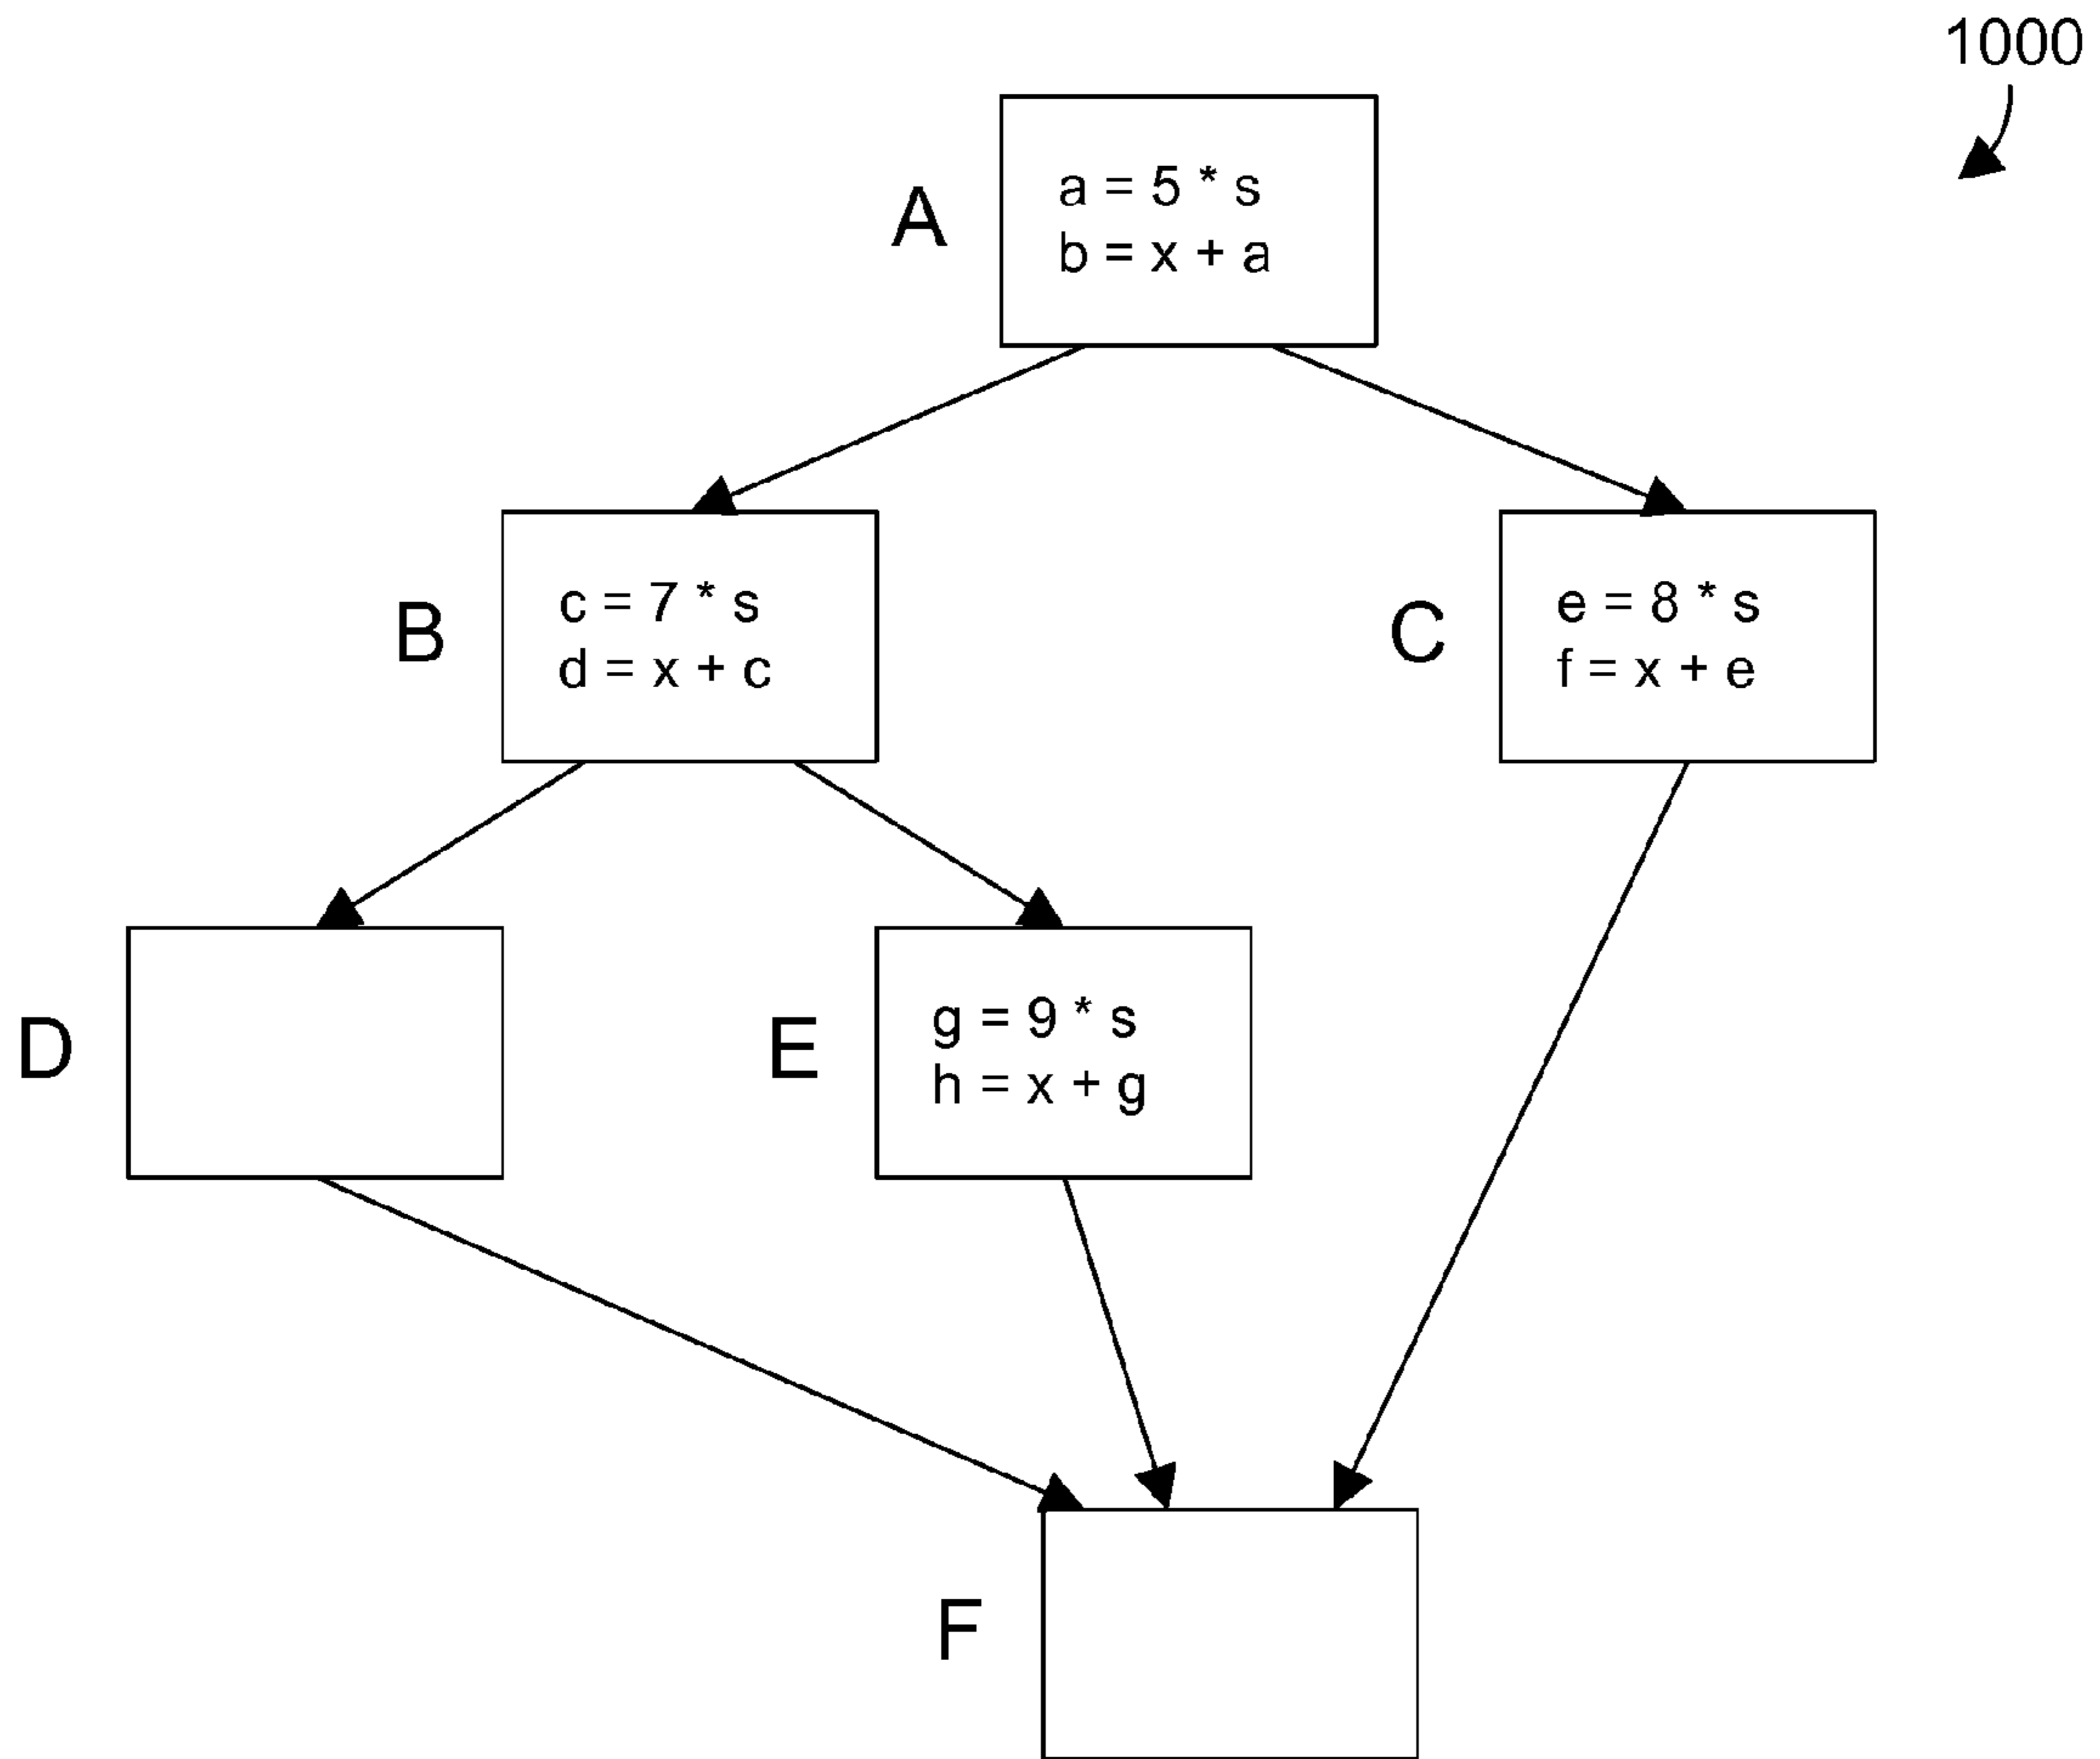 1000
A
a = 5 * s
b = x + a
B
c = 7 * s
d = x + c
C
e = 8 * s
f = x + e
D
E
g = 9 * s
h = x + g
F